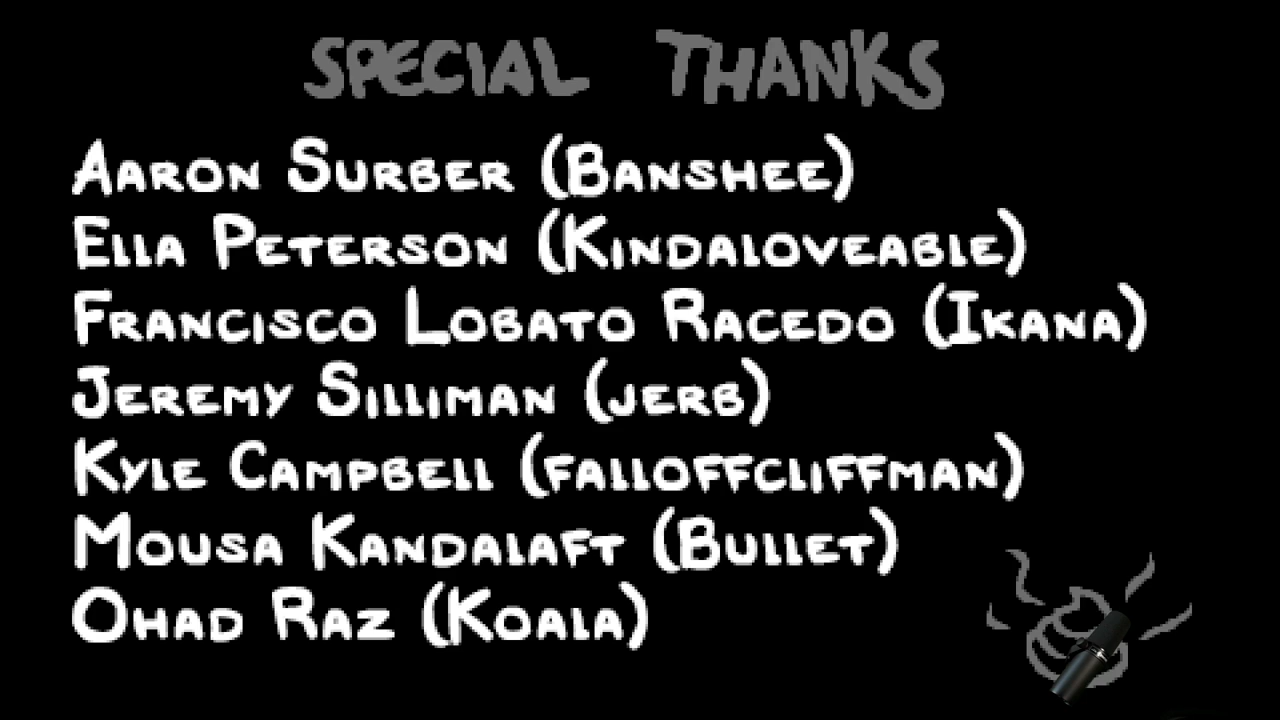 SPECIAL THANKS
Aaron Surber (Banshee)
Ella Peterson (Kindaloveable)
Francisco Lobato Racedo (Ikana)
Jeremy Silliman (jerb)
Kyle Campbell (falloffcliffman)
Mousa Kandalaft (Bullet)
Ohad Raz (Koala)